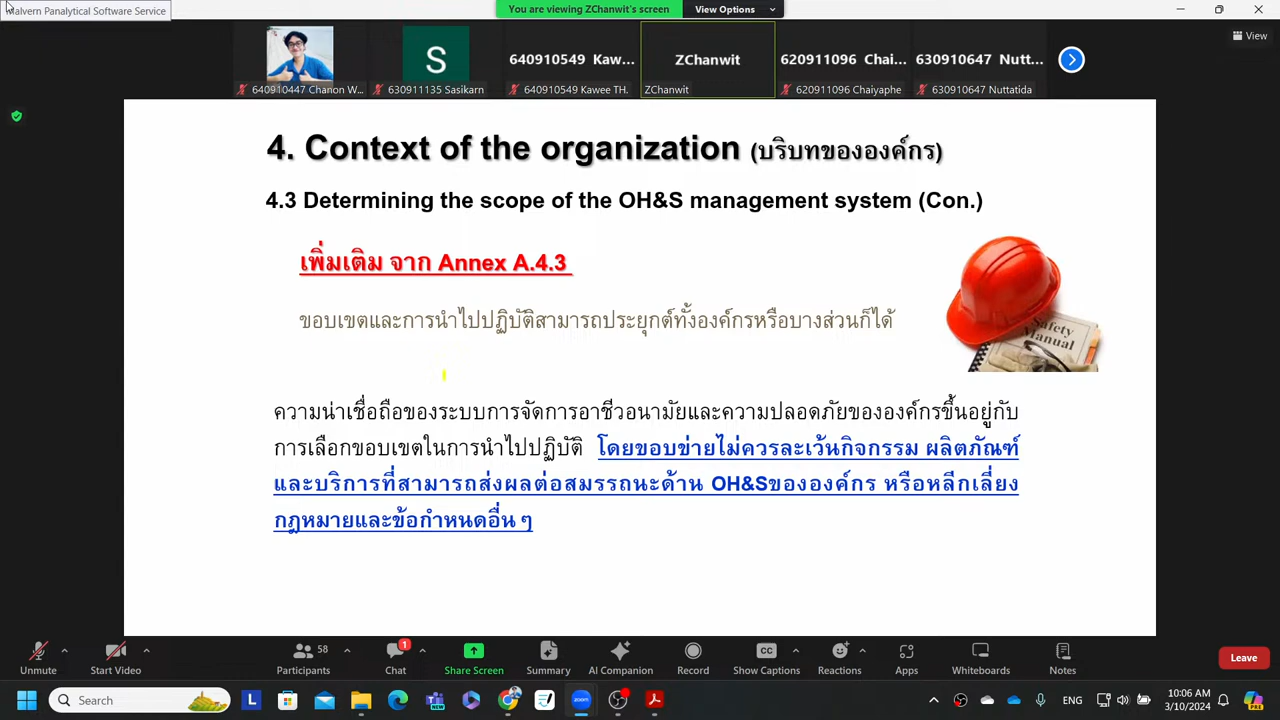 Malvern Panalytical Software Service
You are viewing ZChanwit's screen
View Options
View
S
640910549 Kaw...
ZChanwit
620911096 Chai...
630910647 Nutt...
640910447 Chanon W...
630911135 Sasikarn
640910549 Kawee TH.
ZChanwit
620911096 Chaiyaphe
630910647 Nuttatida
4. Context of the organization (บริบทขององค์กร)
4.3 Determining the scope of the OH&S management system (Con.)
เพิ่มเติม จาก Annex A.4.3
ขอบเขตและการนำไปปฏิบัติสามารถประยุกต์ทั้งองค์กรหรือบางส่วนก็ได้
Safety
Manual
ความน่าเชื่อถือของระบบการจัดการอาชีวอนามัยและความปลอดภัยขององค์กรขึ้นอยู่กับ
การเลือกขอบเขตในการนำไปปฏิบัติ โดยขอบข่ายไม่ควรละเว้นกิจกรรม ผลิตภัณฑ์
และบริการที่สามารถส่งผลต่อสมรรถนะด้าน OH&Sขององค์กร หรือหลีกเลี่ยง
กฎหมายและข้อกำหนดอื่น ๆ
Unmute
Start Video
58
Participants
1
Chat
Share Screen
Summary
AI Companion
Record
CC
Show Captions
Reactions
Apps
Whiteboards
Notes
Leave
Search
L
NEW
zoom
ENG
10:06 AM
3/10/2024
PRE